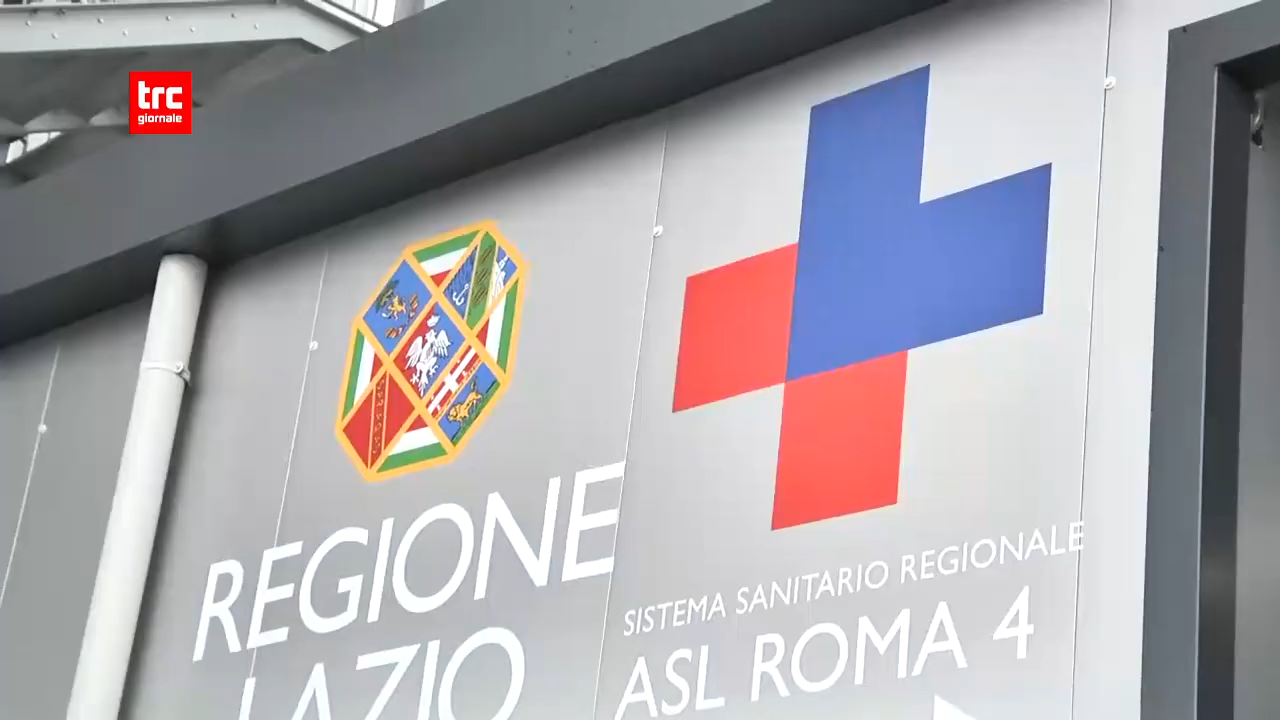 trc
giornale
REGIONE
LAZIO
SISTEMA SANITARIO REGIONALE
ASL ROMA 4